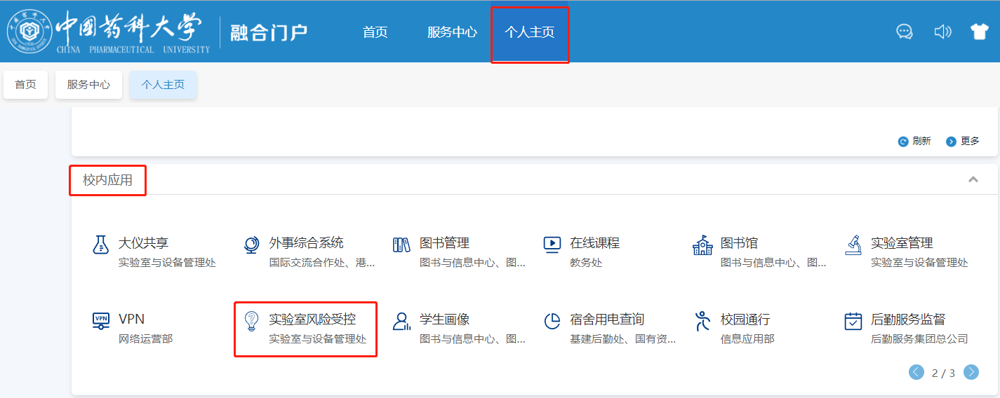 中国药科大学
CHINA PHARMACEUTICAL UNIVERSITY
融合门户
首页
服务中心
个人主页
首页
服务中心
个人主页
刷新
更多
校内应用
大仪共享
实验室与设备管理处
外事综合系统
国际交流合作处、港...
图书管理
图书与信息中心、图...
在线课程
教务处
图书馆
图书与信息中心、图...
实验室管理
实验室与设备管理处
VPN
VPN
网络运营部
实验室风险受控
实验室与设备管理处
学生画像
图书与信息中心、图...
宿舍用电查询
基建后勤处、国有资...
校园通行
信息应用部
后勤服务监督
后勤服务集团总公司
2 / 3